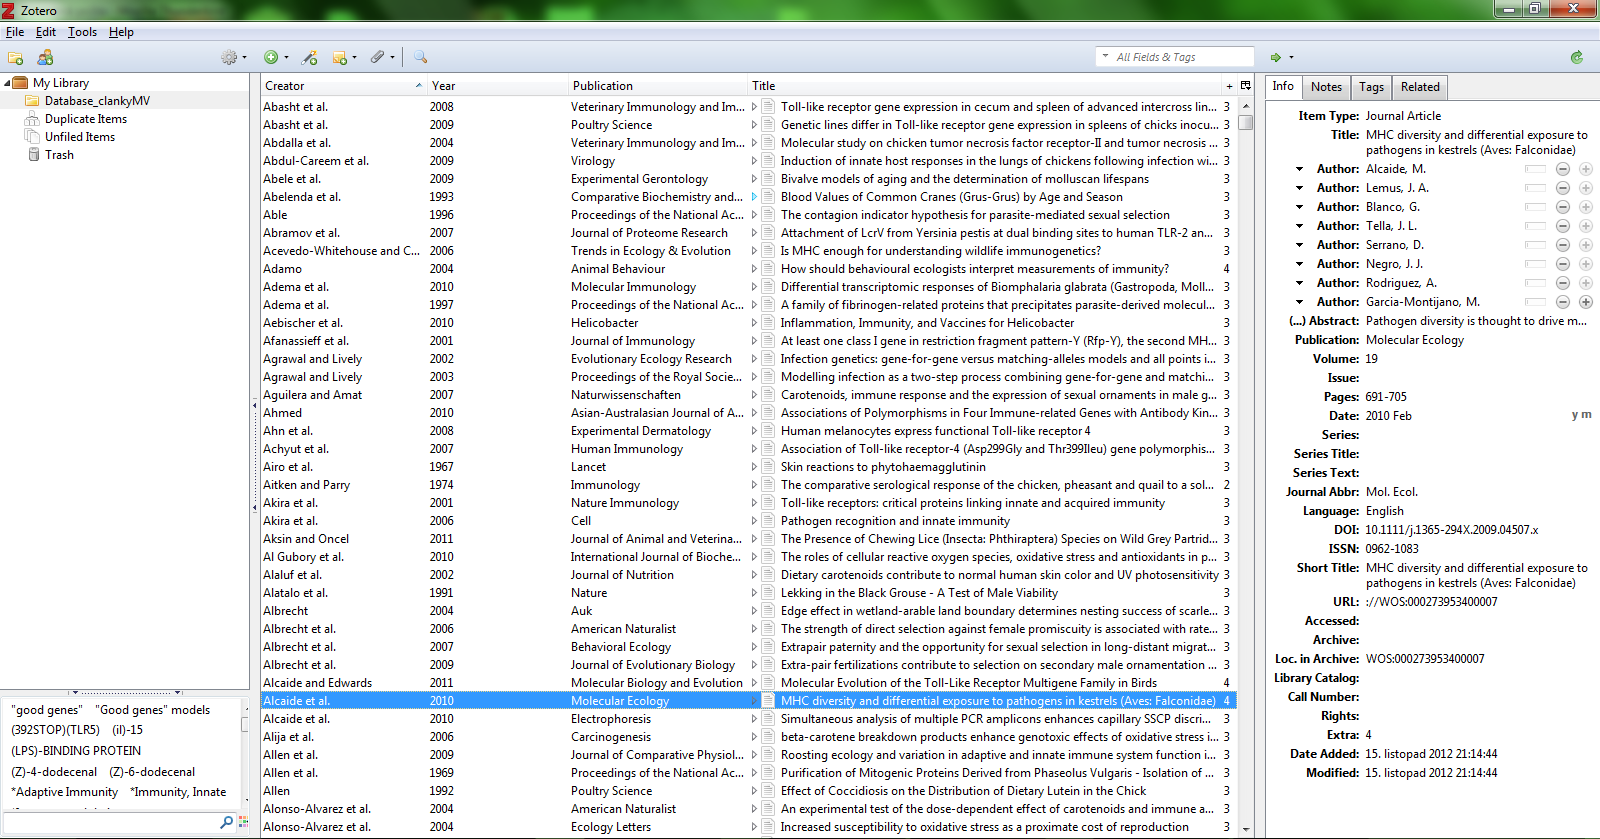 Zotero
File Edit Tools Help
All Fields & Tags
My Library
Database_clankyMV
Duplicate Items
Unfiled Items
Trash
"good genes" "Good genes" models
(392STOP)(TLR5) (il)-15
(LPS)-BINDING PROTEIN
(Z)-4-dodecenal (Z)-6-dodecenal
*Adaptive Immunity *Immunity, Innate
Creator Year Publication Title +
Abasht et al. 2008 Veterinary Immunology and Im... Toll-like receptor gene expression in cecum and spleen of advanced intercross lin... 3
Abasht et al. 2009 Poultry Science Genetic lines differ in Toll-like receptor gene expression in spleens of chicks inocu... 3
Abdalla et al. 2004 Veterinary Immunology and Im... Molecular study on chicken tumor necrosis factor receptor-II and tumor necrosis ... 3
Abdul-Careem et al. 2009 Virology Induction of innate host responses in the lungs of chickens following infection wi... 3
Abele et al. 2009 Experimental Gerontology Bivalve models of aging and the determination of molluscan lifespans 3
Abelenda et al. 1993 Comparative Biochemistry and... Blood Values of Common Cranes (Grus-Grus) by Age and Season 3
Able 1996 Proceedings of the National Ac... The contagion indicator hypothesis for parasite-mediated sexual selection 3
Abramov et al. 2007 Journal of Proteome Research Attachment of LcrV from Yersinia pestis at dual binding sites to human TLR-2 an... 3
Acevedo-Whitehouse and C... 2006 Trends in Ecology & Evolution Is MHC enough for understanding wildlife immunogenetics? 3
Adamo 2004 Animal Behaviour How should behavioural ecologists interpret measurements of immunity? 4
Adema et al. 2010 Molecular Immunology Differential transcriptomic responses of Biomphalaria glabrata (Gastropoda, Moll... 3
Adema et al. 1997 Proceedings of the National Ac... A family of fibrinogen-related proteins that precipitates parasite-derived molecul... 3
Aebischer et al. 2010 Helicobacter Inflammation, Immunity, and Vaccines for Helicobacter 3
Afanassieff et al. 2001 Journal of Immunology At least one class I gene in restriction fragment pattern-Y (Rfp-Y), the second MH... 3
Agrawal and Lively 2002 Evolutionary Ecology Research Infection genetics: gene-for-gene versus matching-alleles models and all points i... 3
Agrawal and Lively 2003 Proceedings of the Royal Socie... Modelling infection as a two-step process combining gene-for-gene and matchi... 3
Aguilera and Amat 2007 Naturwissenschaften Carotenoids, immune response and the expression of sexual ornaments in male g... 3
Ahmed 2010 Asian-Australasian Journal of A... Associations of Polymorphisms in Four Immune-related Genes with Antibody Kin... 3
Ahn et al. 2008 Experimental Dermatology Human melanocytes express functional Toll-like receptor 4 3
Achyut et al. 2007 Human Immunology Association of Toll-like receptor-4 (Asp299Gly and Thr399Ileu) gene polymorphis... 3
Airo et al. 1967 Lancet Skin reactions to phytohaemagglutinin 3
Aitken and Parry 1974 Immunology The comparative serological response of the chicken, pheasant and quail to a sol... 2
Akira et al. 2001 Nature Immunology Toll-like receptors: critical proteins linking innate and acquired immunity 3
Akira et al. 2006 Cell Pathogen recognition and innate immunity 3
Aksin and Oncel 2011 Journal of Animal and Veterina... The Presence of Chewing Lice (Insecta: Phthiraptera) Species on Wild Grey Partrid... 3
Al Gubory et al. 2010 International Journal of Bioche... The roles of cellular reactive oxygen species, oxidative stress and antioxidants in p... 3
Alaluf et al. 2002 Journal of Nutrition Dietary carotenoids contribute to normal human skin color and UV photosensitivity 3
Alatalo et al. 1991 Nature Lekking in the Black Grouse - A Test of Male Viability 3
Albrecht 2004 Auk Edge effect in wetland-arable land boundary determines nesting success of scarle... 3
Albrecht et al. 2006 American Naturalist The strength of direct selection against female promiscuity is associated with rate... 3
Albrecht et al. 2007 Behavioral Ecology Extrapair paternity and the opportunity for sexual selection in long-distant migrat... 3
Albrecht et al. 2009 Journal of Evolutionary Biology Extra-pair fertilizations contribute to selection on secondary male ornamentation ... 3
Alcaide and Edwards 2011 Molecular Biology and Evolution Molecular Evolution of the Toll-Like Receptor Multigene Family in Birds 4
Alcaide et al. 2010 Molecular Ecology MHC diversity and differential exposure to pathogens in kestrels (Aves: Falconidae) 4
Alcaide et al. 2010 Electrophoresis Simultaneous analysis of multiple PCR amplicons enhances capillary SSCP discri... 3
Alija et al. 2006 Carcinogenesis beta-carotene breakdown products enhance genotoxic effects of oxidative stress i... 3
Allen et al. 2009 Journal of Comparative Physiol... Roosting ecology and variation in adaptive and innate immune system function i... 3
Allen et al. 1969 Proceedings of the National Ac... Purification of Mitogenic Proteins Derived from Phaseolus Vulgaris - Isolation of ... 3
Allen 1992 Poultry Science Effect of Coccidiosis on the Distribution of Dietary Lutein in the Chick 3
Alonso-Alvarez et al. 2004 American Naturalist An experimental test of the dose-dependent effect of carotenoids and immune a... 3
Alonso-Alvarez et al. 2004 Ecology Letters Increased susceptibility to oxidative stress as a proximate cost of reproduction 3
Info Notes Tags Related
Item Type: Journal Article
Title: MHC diversity and differential exposure to
pathogens in kestrels (Aves: Falconidae)
Author: Alcaide, M.
Author: Lemus, J. A.
Author: Blanco, G.
Author: Tella, J. L.
Author: Serrano, D.
Author: Negro, J. J.
Author: Rodriguez, A.
Author: Garcia-Montijano, M.
(...) Abstract: Pathogen diversity is thought to drive m...
Publication: Molecular Ecology
Volume: 19
Issue:
Pages: 691-705
Date: 2010 Feb y m
Series:
Series Title:
Series Text:
Journal Abbr: Mol. Ecol.
Language: English
DOI: 10.1111/j.1365-294X.2009.04507.x
ISSN: 0962-1083
Short Title: MHC diversity and differential exposure to
pathogens in kestrels (Aves: Falconidae)
URL: ://WOS:000273953400007
Accessed:
Archive:
Loc. in Archive: WOS:000273953400007
Library Catalog:
Call Number:
Rights:
Extra: 4
Date Added: 15. listopad 2012 21:14:44
Modified: 15. listopad 2012 21:14:44